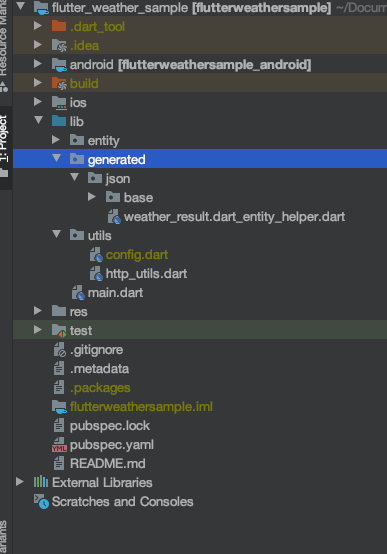 flutter_weather_sample [flutterweathersample] ~/Docum
.dart_tool
.idea
android [flutterweathersample_android]
build
ios
lib
entity
generated
json
base
weather_result.dart_entity_helper.dart
utils
config.dart
http_utils.dart
main.dart
res
test
.gitignore
.metadata
.packages
flutterweathersample.iml
pubspec.lock
pubspec.yaml
README.md
External Libraries
Scratches and Consoles
Resource Mana
1: Project
ariants